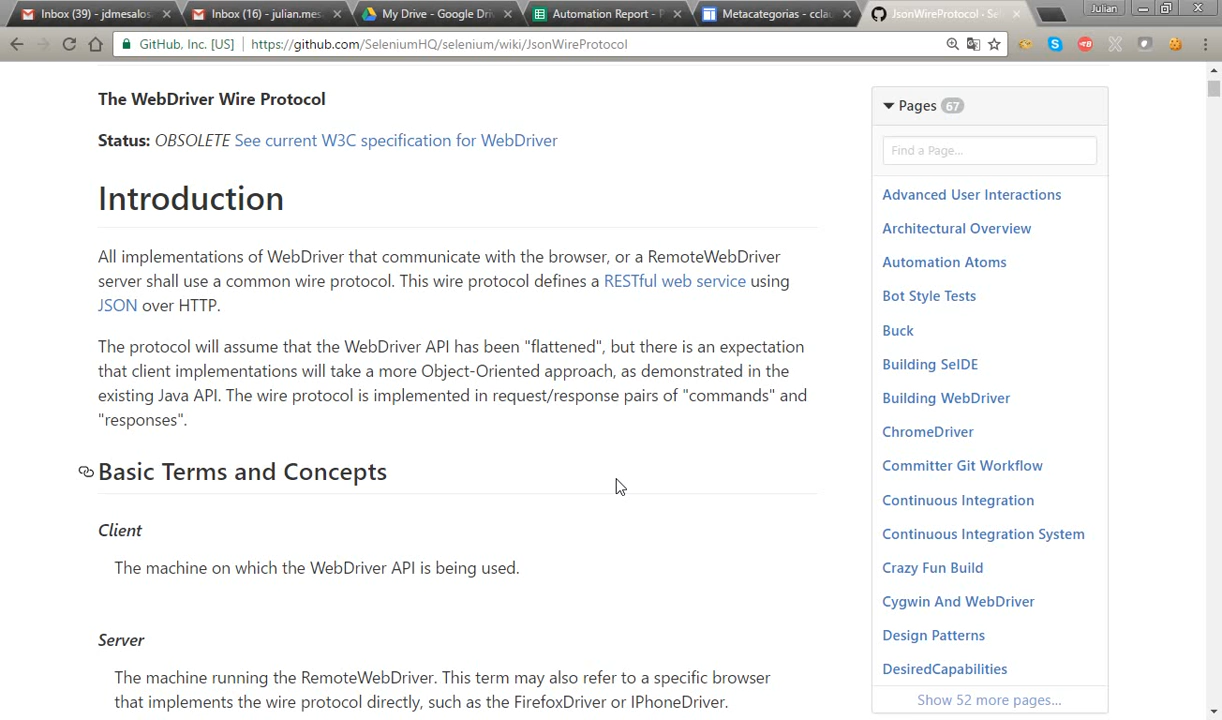 Inbox (39) - jdmesalos
Inbox (16) - julian.mes
My Drive - Google Dri
Automation Report - P
Metacategorias - cclau
JsonWireProtocol - Sel
Julian
GitHub, Inc. [US]
https://github.com/SeleniumHQ/selenium/wiki/JsonWireProtocol
The WebDriver Wire Protocol
Status: OBSOLETE See current W3C specification for WebDriver
Introduction
All implementations of WebDriver that communicate with the browser, or a RemoteWebDriver
server shall use a common wire protocol. This wire protocol defines a RESTful web service using
JSON over HTTP.
The protocol will assume that the WebDriver API has been "flattened", but there is an expectation
that client implementations will take a more Object-Oriented approach, as demonstrated in the
existing Java API. The wire protocol is implemented in request/response pairs of "commands" and
"responses".
Basic Terms and Concepts
Client
The machine on which the WebDriver API is being used.
Server
The machine running the RemoteWebDriver. This term may also refer to a specific browser
that implements the wire protocol directly, such as the FirefoxDriver or IPhoneDriver.
Pages 67
Find a Page...
Advanced User Interactions
Architectural Overview
Automation Atoms
Bot Style Tests
Buck
Building SeIDE
Building WebDriver
ChromeDriver
Committer Git Workflow
Continuous Integration
Continuous Integration System
Crazy Fun Build
Cygwin And WebDriver
Design Patterns
DesiredCapabilities
Show 52 more pages...